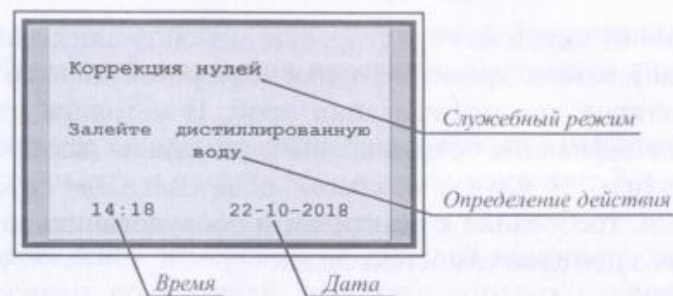 Коррекция нулей
Служебный режим
Залейте дистиллированную
воду
Определение действия
14:18 22-10-2018
Время Дата